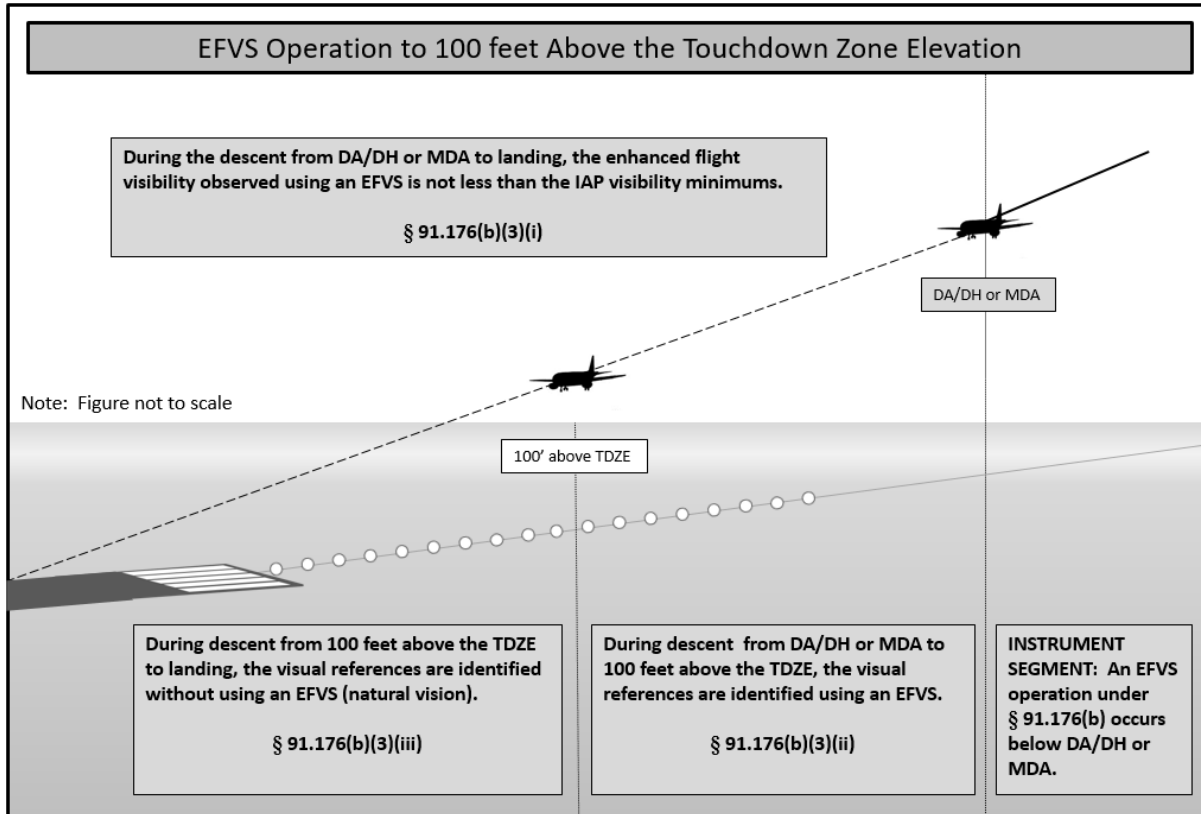 EFVS Operation to 100 feet Above the Touchdown Zone Elevation
During the descent from DA/DH or MDA to landing, the enhanced flight
visibility observed using an EFVS is not less than the IAP visibility minimums.
§ 91.176(b)(3)(i)
DA/DH or MDA
Note:  Figure not to scale
100' above TDZE
During descent from 100 feet above the TDZE
to landing, the visual references are identified
without using an EFVS (natural vision).
§ 91.176(b)(3)(iii)
During descent  from DA/DH or MDA to
100 feet above the TDZE, the visual
references are identified using an EFVS.
§ 91.176(b)(3)(ii)
INSTRUMENT
SEGMENT:  An EFVS
operation under
§ 91.176(b) occurs
below DA/DH or
MDA.